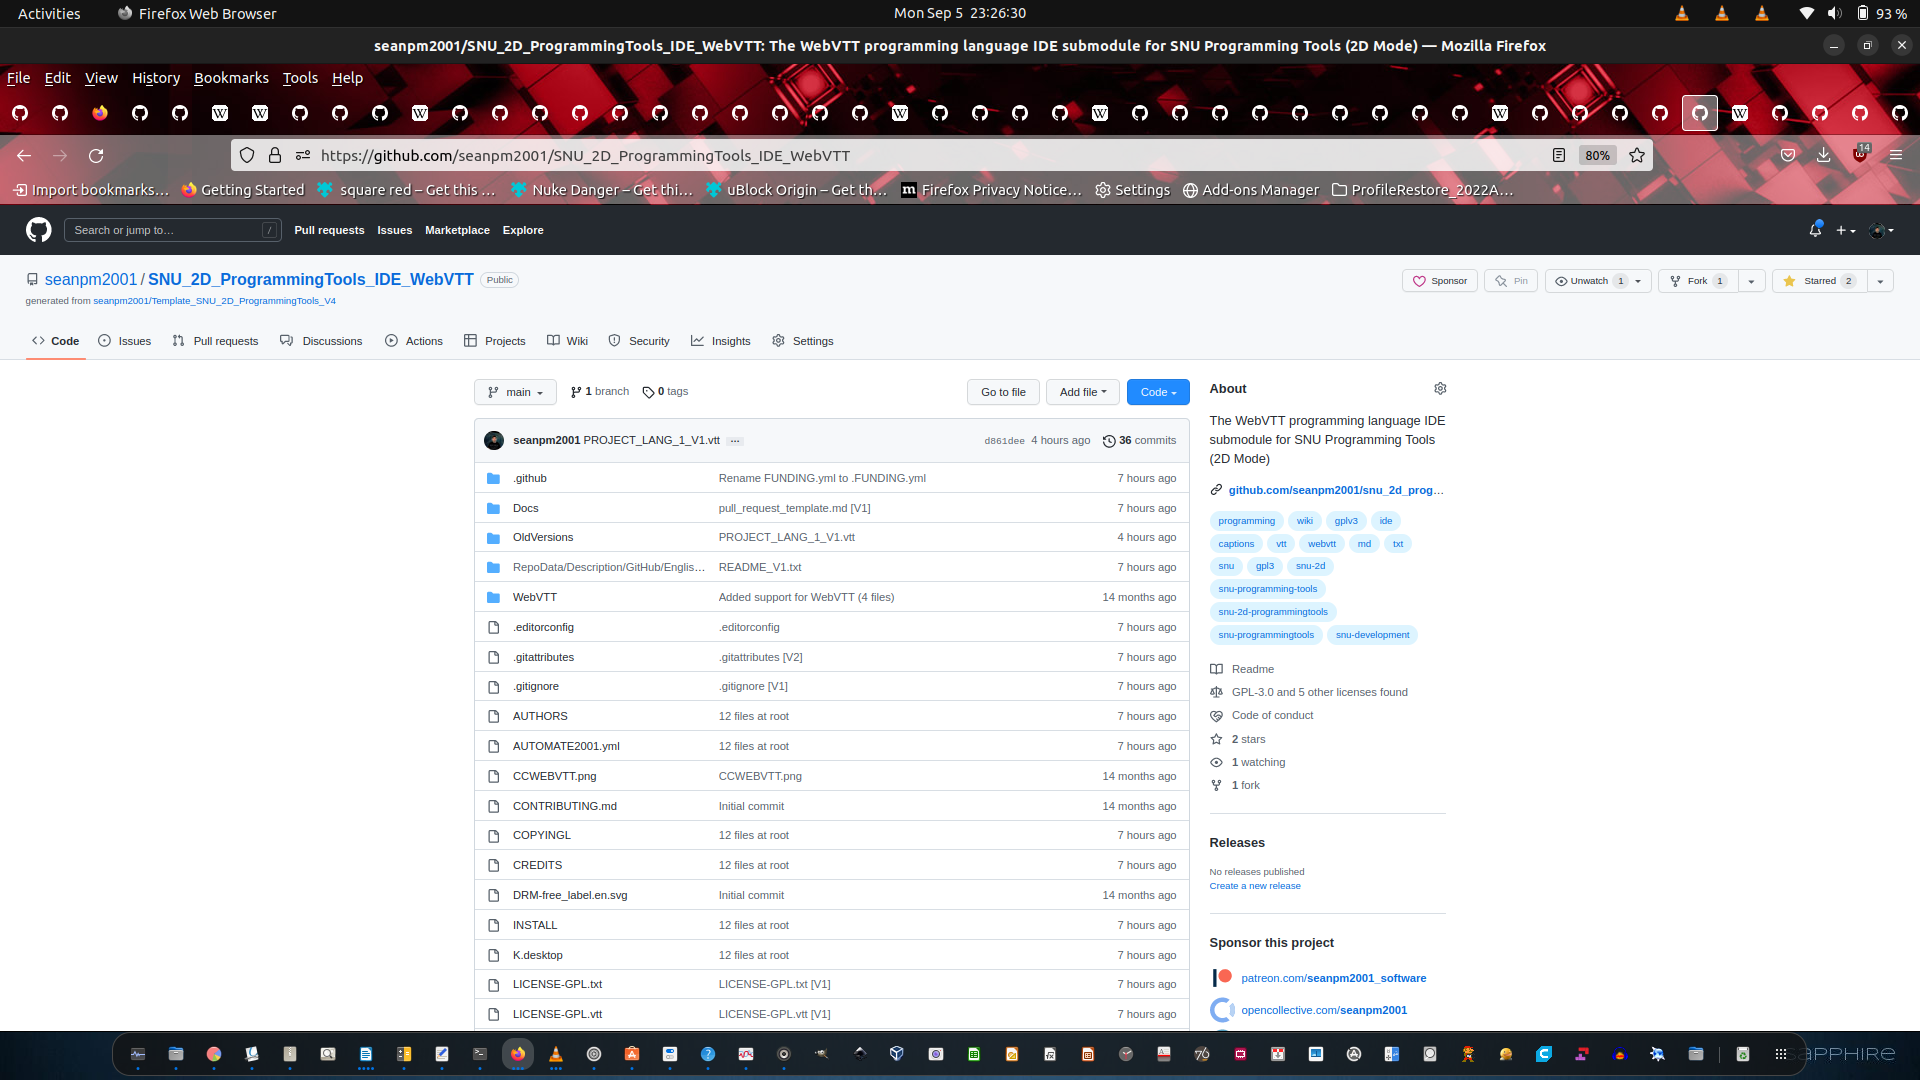 Activities
Firefox Web Browser
Mon Sep 5 23:26:30
93 %
seanpm2001/SNU_2D_ProgrammingTools_IDE_WebVTT: The WebVTT programming language IDE submodule for SNU Programming Tools (2D Mode) — Mozilla Firefox
File Edit View History Bookmarks Tools Help
https://github.com/seanpm2001/SNU_2D_ProgrammingTools_IDE_WebVTT
80%
14
Import bookmarks…
Getting Started
square red – Get this …
Nuke Danger – Get thi…
uBlock Origin – Get th…
Firefox Privacy Notice…
Settings
Add-ons Manager
ProfileRestore_2022A…
Search or jump to…
/
Pull requests Issues Marketplace Explore
seanpm2001 / SNU_2D_ProgrammingTools_IDE_WebVTT Public
generated from seanpm2001/Template_SNU_2D_ProgrammingTools_V4
Sponsor
Pin
Unwatch 1
Fork 1
Starred 2
Code
Issues
Pull requests
Discussions
Actions
Projects
Wiki
Security
Insights
Settings
main
1 branch
0 tags
Go to file
Add file
Code
seanpm2001 PROJECT_LANG_1_V1.vtt ...
d861dee 4 hours ago 36 commits
.github Rename FUNDING.yml to .FUNDING.yml 7 hours ago
Docs pull_request_template.md [V1] 7 hours ago
OldVersions PROJECT_LANG_1_V1.vtt 4 hours ago
RepoData/Description/GitHub/Englis… README_V1.txt 7 hours ago
WebVTT Added support for WebVTT (4 files) 14 months ago
.editorconfig .editorconfig 7 hours ago
.gitattributes .gitattributes [V2] 7 hours ago
.gitignore .gitignore [V1] 7 hours ago
AUTHORS 12 files at root 7 hours ago
AUTOMATE2001.yml 12 files at root 7 hours ago
CCWEBVTT.png CCWEBVTT.png 14 months ago
CONTRIBUTING.md Initial commit 14 months ago
COPYINGL 12 files at root 7 hours ago
CREDITS 12 files at root 7 hours ago
DRM-free_label.en.svg Initial commit 14 months ago
INSTALL 12 files at root 7 hours ago
K.desktop 12 files at root 7 hours ago
LICENSE-GPL.txt LICENSE-GPL.txt [V1] 7 hours ago
LICENSE-GPL.vtt LICENSE-GPL.vtt [V1] 7 hours ago
About
The WebVTT programming language IDE
submodule for SNU Programming Tools
(2D Mode)
github.com/seanpm2001/snu_2d_prog…
programming wiki gplv3 ide
captions vtt webvtt md txt
snu gpl3 snu-2d
snu-programming-tools
snu-2d-programmingtools
snu-programmingtools snu-development
Readme
GPL-3.0 and 5 other licenses found
Code of conduct
2 stars
1 watching
1 fork
Releases
No releases published
Create a new release
Sponsor this project
patreon.com/seanpm2001_software
opencollective.com/seanpm2001
SAPPHIRE